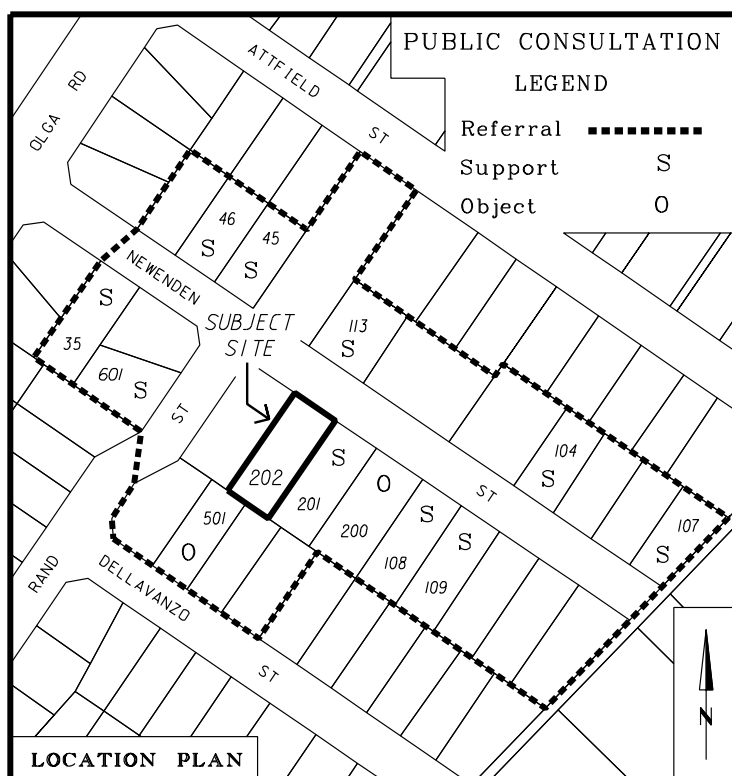 PUBLIC CONSULTATION
LEGEND
Referral
Support S
Object O
ATTFIELD
ST
OLGA RD
46
S
45
S
NEWENDEN
SUBJECT
SITE
S
35
601
S
113
S
ST
202
S
201
O
200
S
108
S
109
ST
104
S
107
S
501
O
RAND
DELLAVANZO
ST
N
LOCATION PLAN